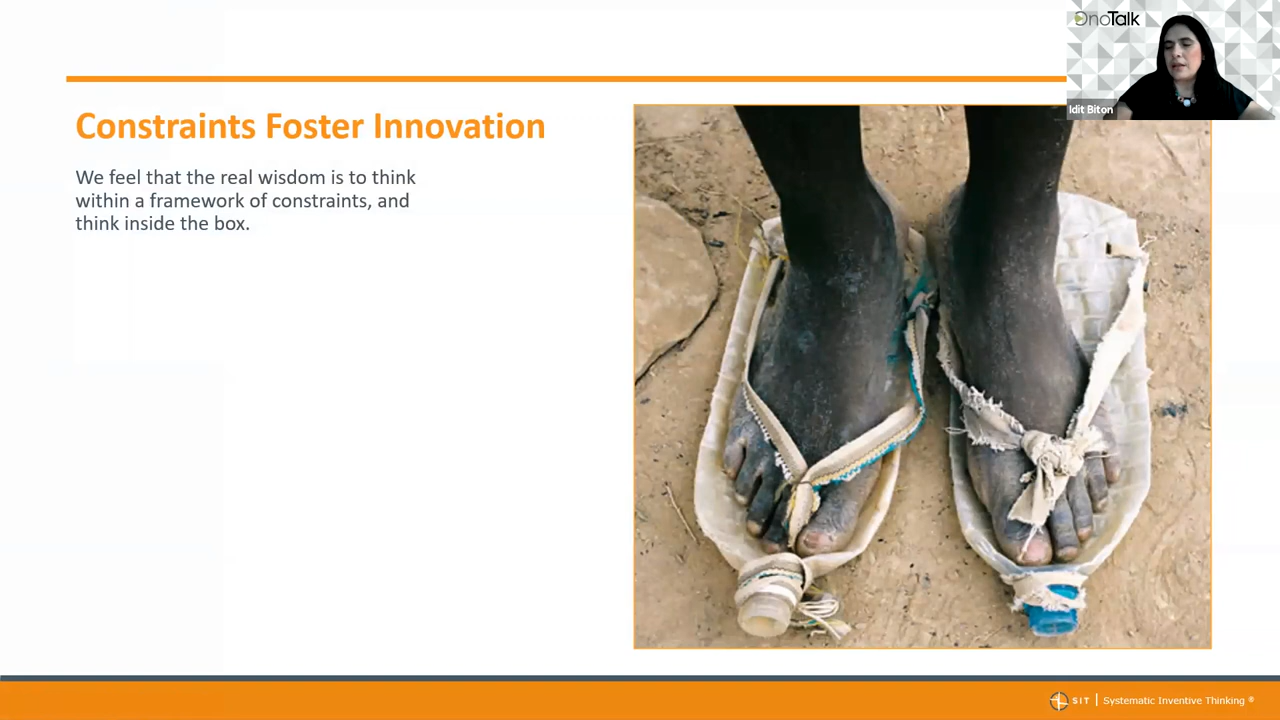 OnoTalk
Idit Biton
Constraints Foster Innovation
We feel that the real wisdom is to think
within a framework of constraints, and
think inside the box.
SIT | Systematic Inventive Thinking ®